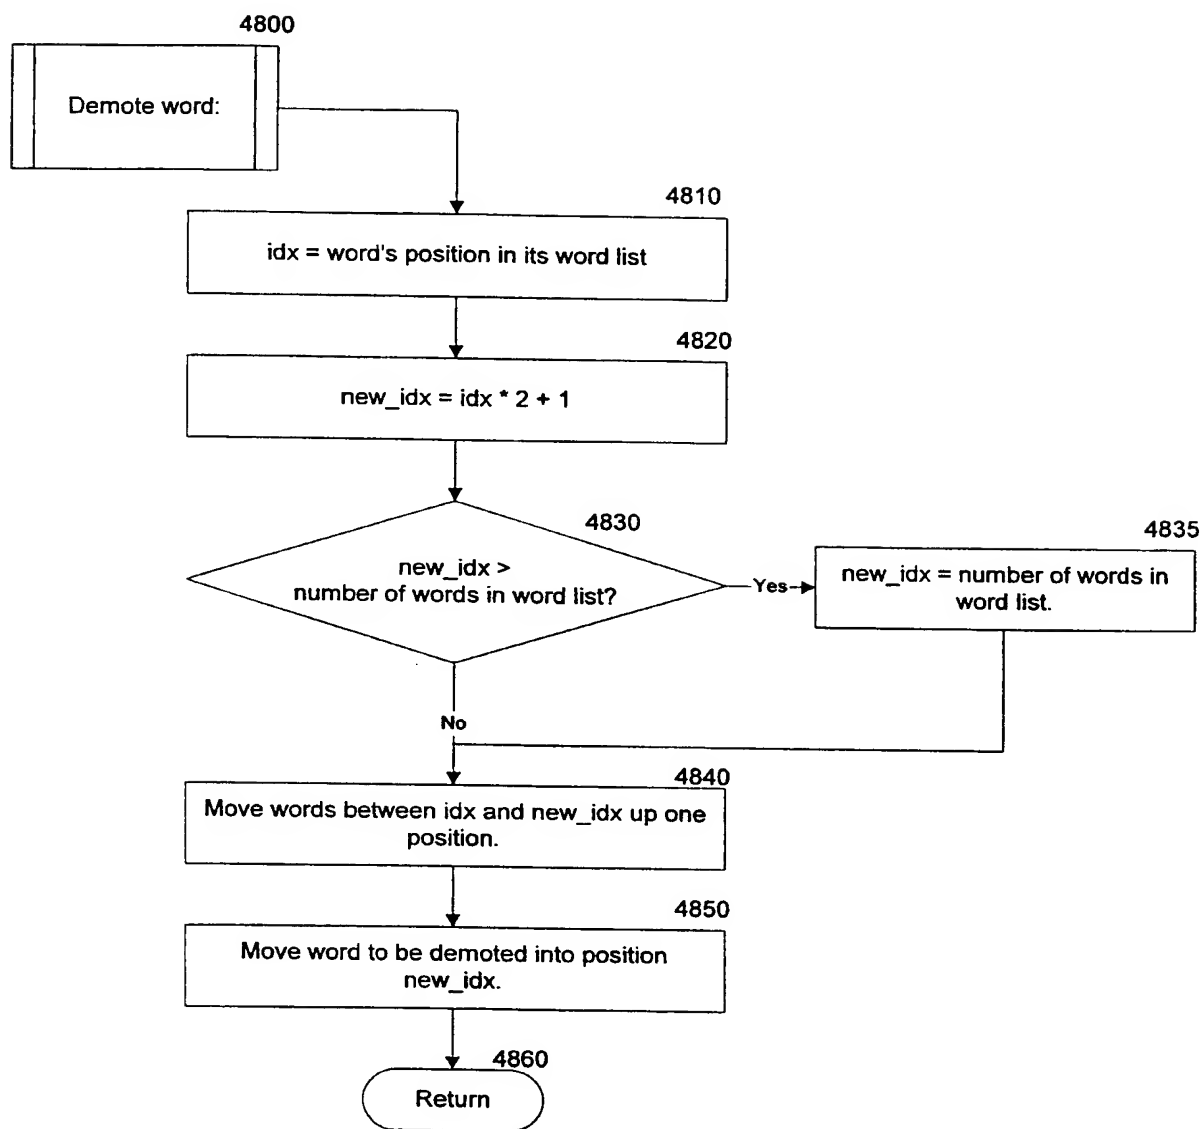 4800
Demote word:
4810
idx = word's position in its word list
4820
new_idx = idx * 2 + 1
4830
new_idx >
number of words in word list?
Yes
4835
new_idx = number of words in
word list.
No
4840
Move words between idx and new_idx up one
position.
4850
Move word to be demoted into position
new_idx.
4860
Return